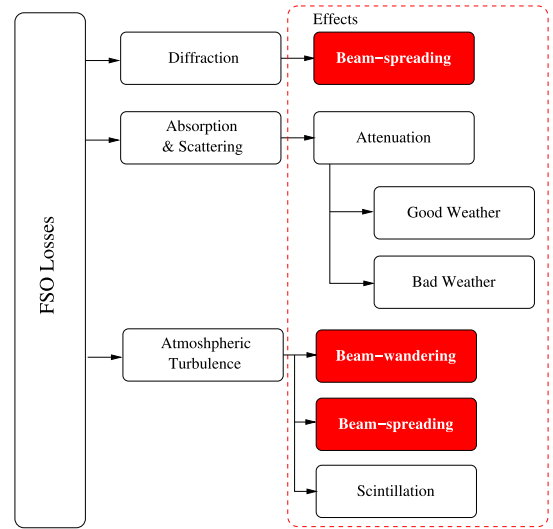 Effects
FSO Losses
Diffraction
Beam-spreading
Absorption
& Scattering
Attenuation
Good Weather
Bad Weather
Atmoshpheric
Turbulence
Beam-wandering
Beam-spreading
Scintillation